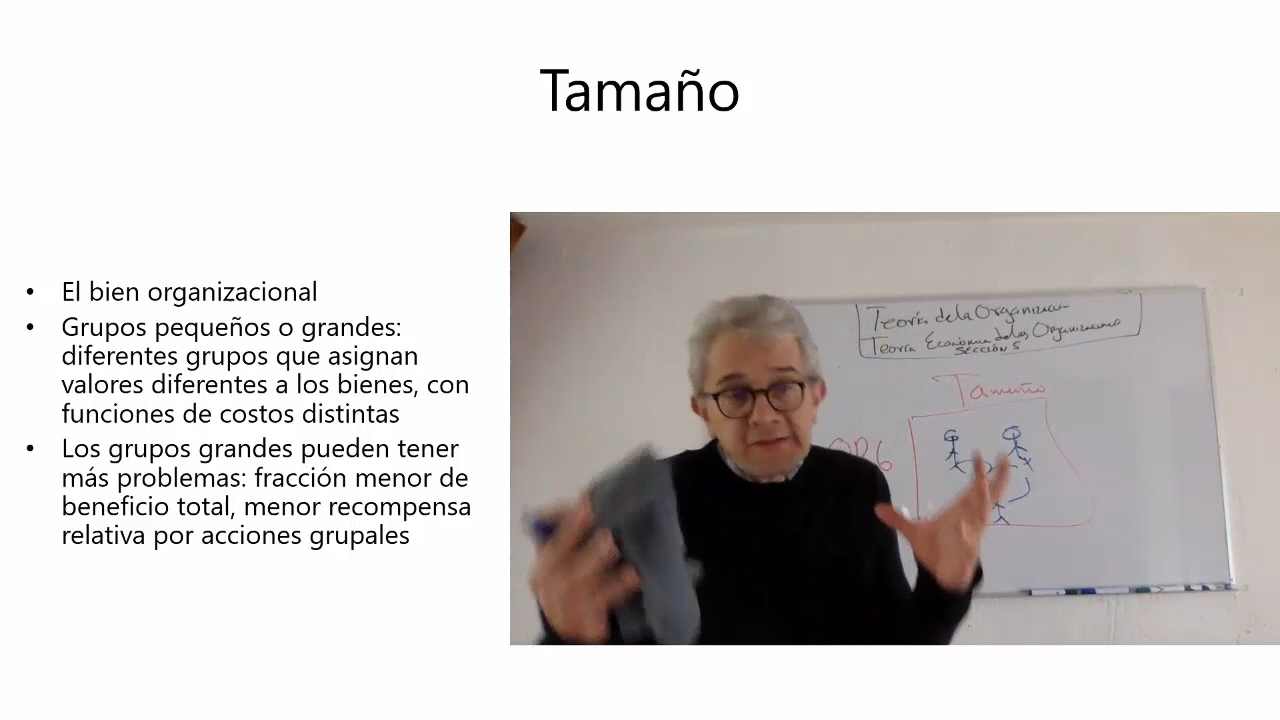 Tamaño
El bien organizacional
Grupos pequeños o grandes:
diferentes grupos que asignan
valores diferentes a los bienes, con
funciones de costos distintas
Los grupos grandes pueden tener
más problemas: fracción menor de
beneficio total, menor recompensa
relativa por acciones grupales
Teoría de la Organización
Teoría Económica de las Organizaciones
SECCIÓN 5
Tamaño